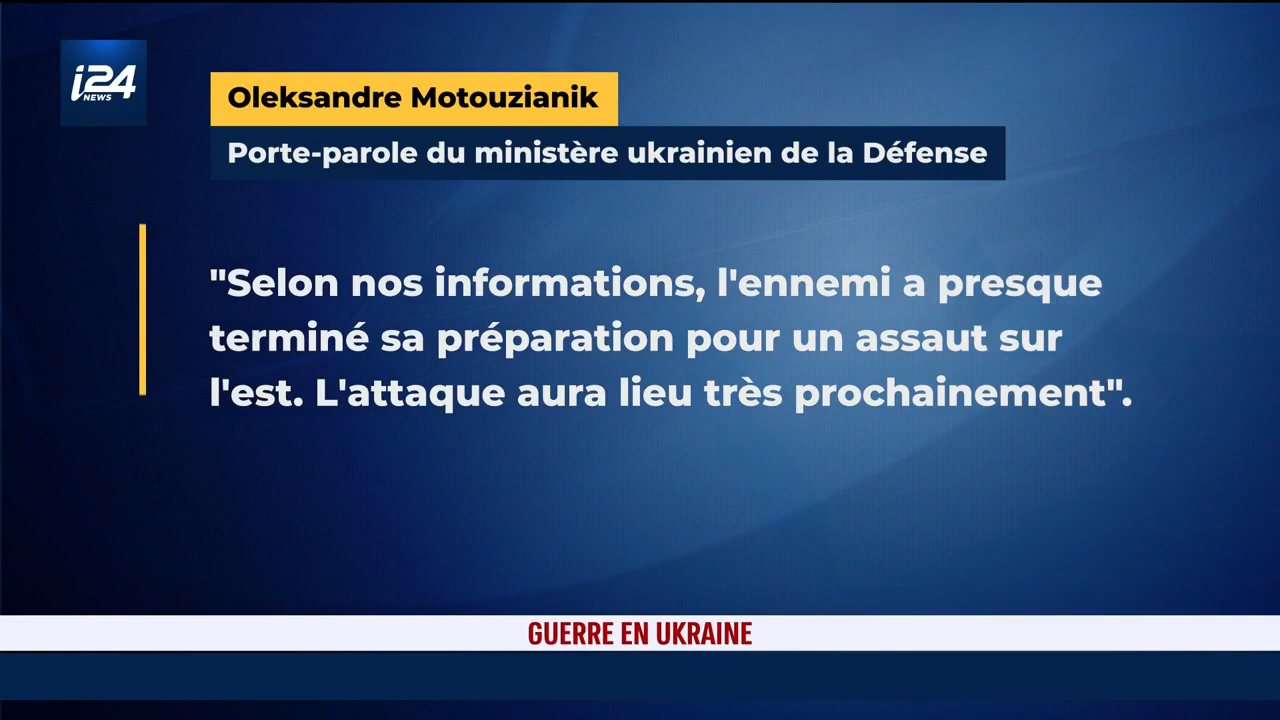 i24
NEWS
Oleksandre Motouzianik
Porte-parole du ministère ukrainien de la Défense
"Selon nos informations, l'ennemi a presque
terminé sa préparation pour un assaut sur
l'est. L'attaque aura lieu très prochainement".
GUERRE EN UKRAINE